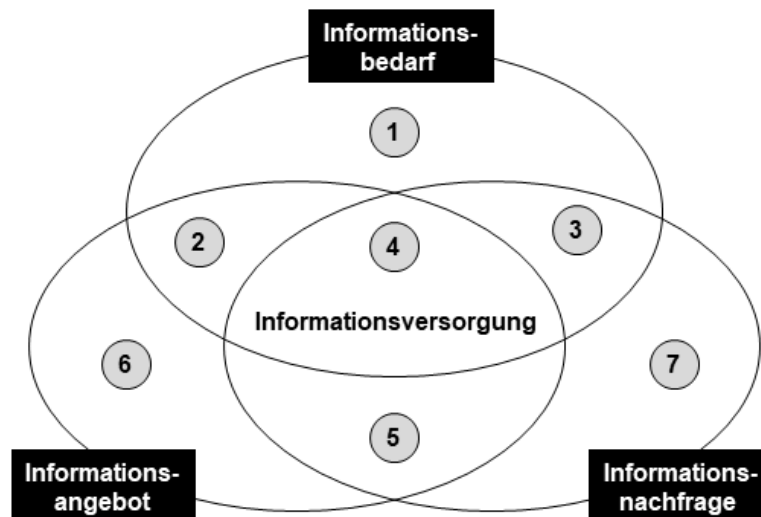 Informations-
bedarf
1
2
4
3
Informationsversorgung
6
7
5
Informations-
angebot
Informations-
nachfrage